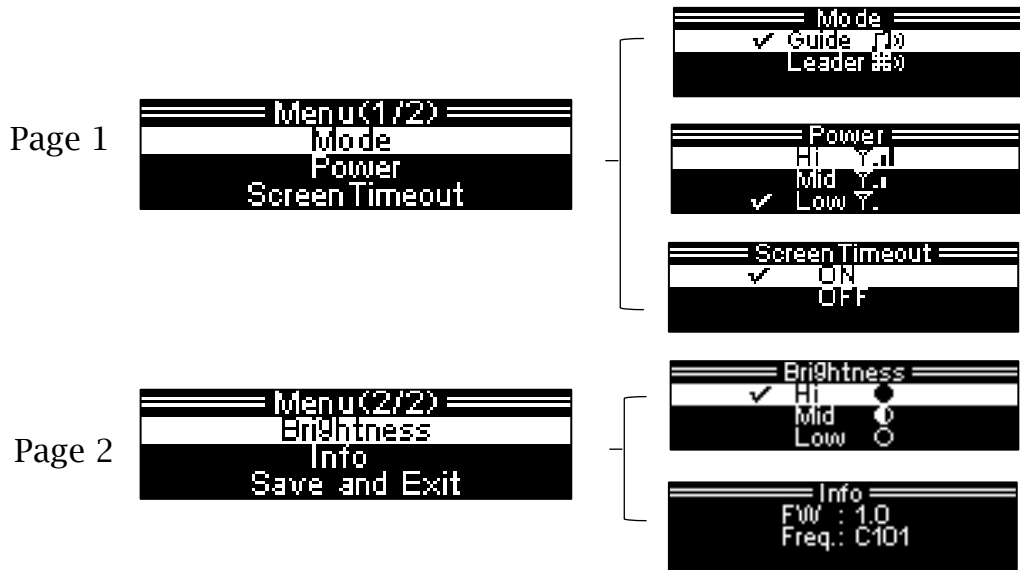 Page 1
Menu(1/2)
Mode
Power
Screen Timeout
Mode
✓ Guide
Leader
Power
Hi
Mid
✓ Low
Screen Timeout
✓ ON
OFF
Page 2
Menu(2/2)
Brightness
Info
Save and Exit
Brightness
✓ Hi
Mid
Low
Info
FW : 1.0
Freq.: C101